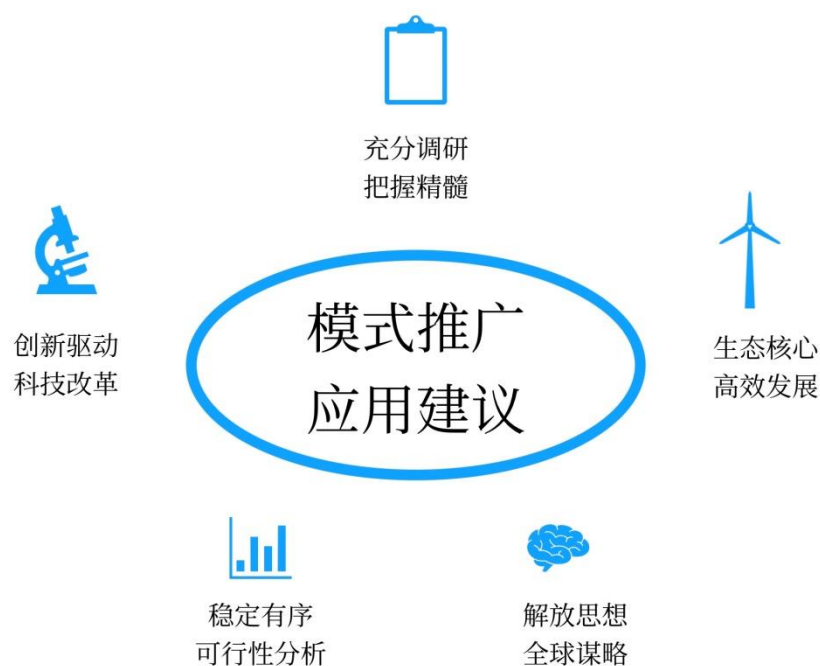 充分调研
把握精髓
创新驱动
科技改革
模式推广
应用建议
生态核心
高效发展
稳定有序
可行性分析
解放思想
全球谋略